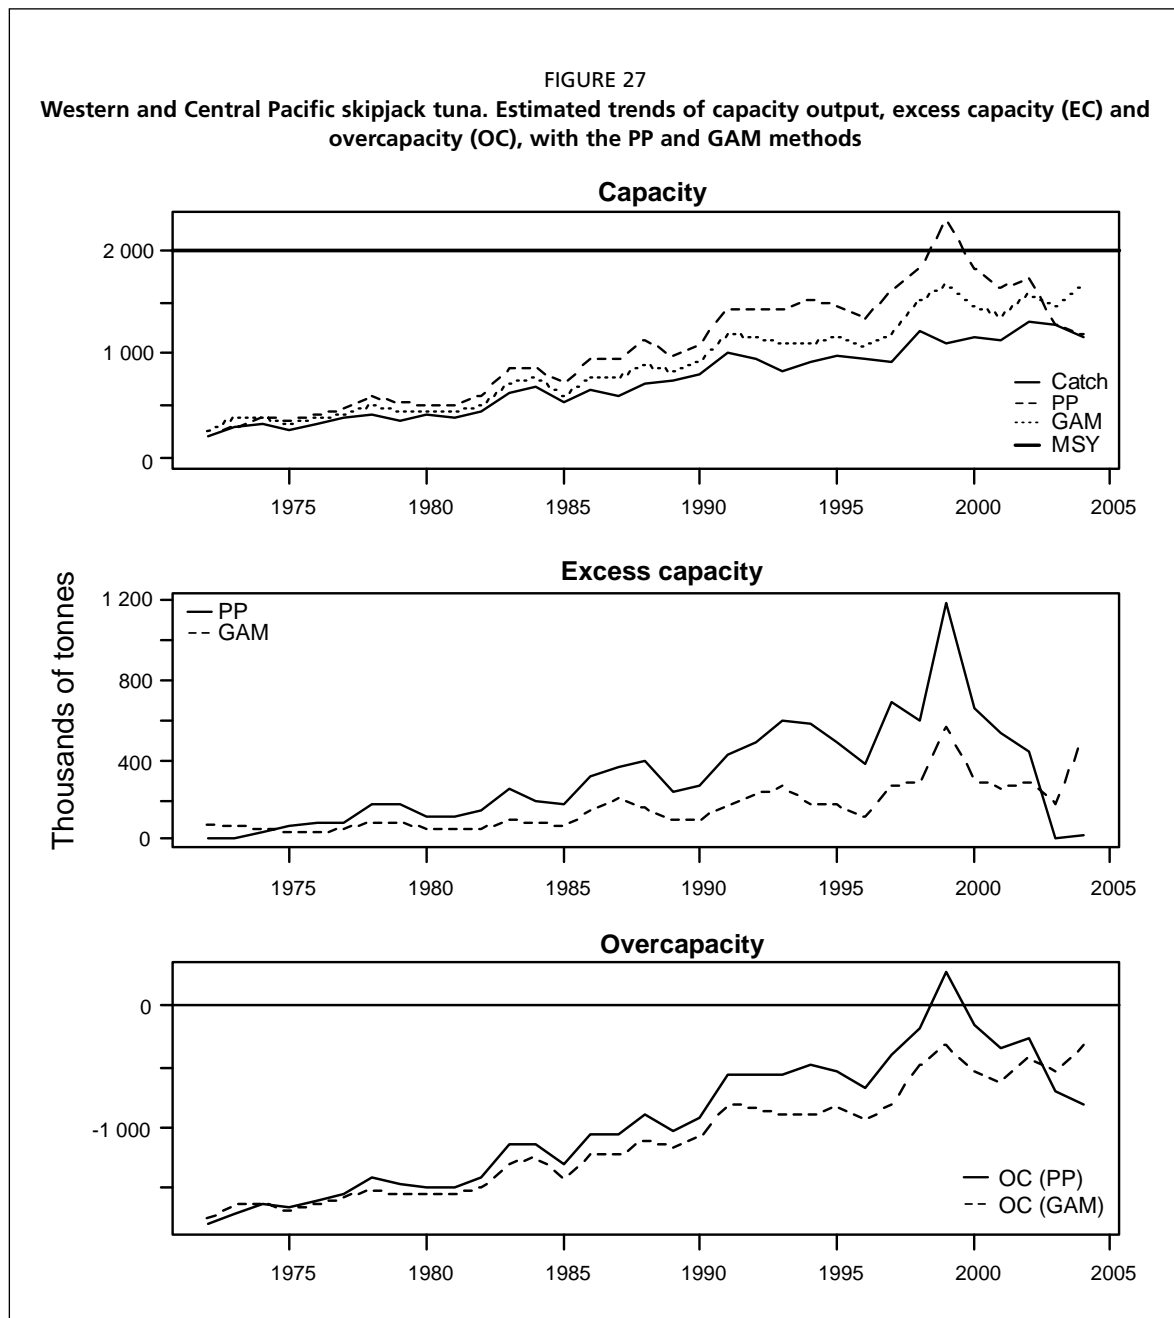 FIGURE 27
Western and Central Pacific skipjack tuna. Estimated trends of capacity output, excess capacity (EC) and
overcapacity (OC), with the PP and GAM methods
Capacity
2 000
1 000
0
Catch
PP
GAM
MSY
1975 1980 1985 1990 1995 2000 2005
Thousands of tonnes
Excess capacity
1 200
800
400
0
PP
GAM
1975 1980 1985 1990 1995 2000 2005
Overcapacity
0
-1 000
OC (PP)
OC (GAM)
1975 1980 1985 1990 1995 2000 2005